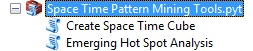 Space Time Pattern Mining Tools.pyt
Create Space Time Cube
Emerging Hot Spot Analysis